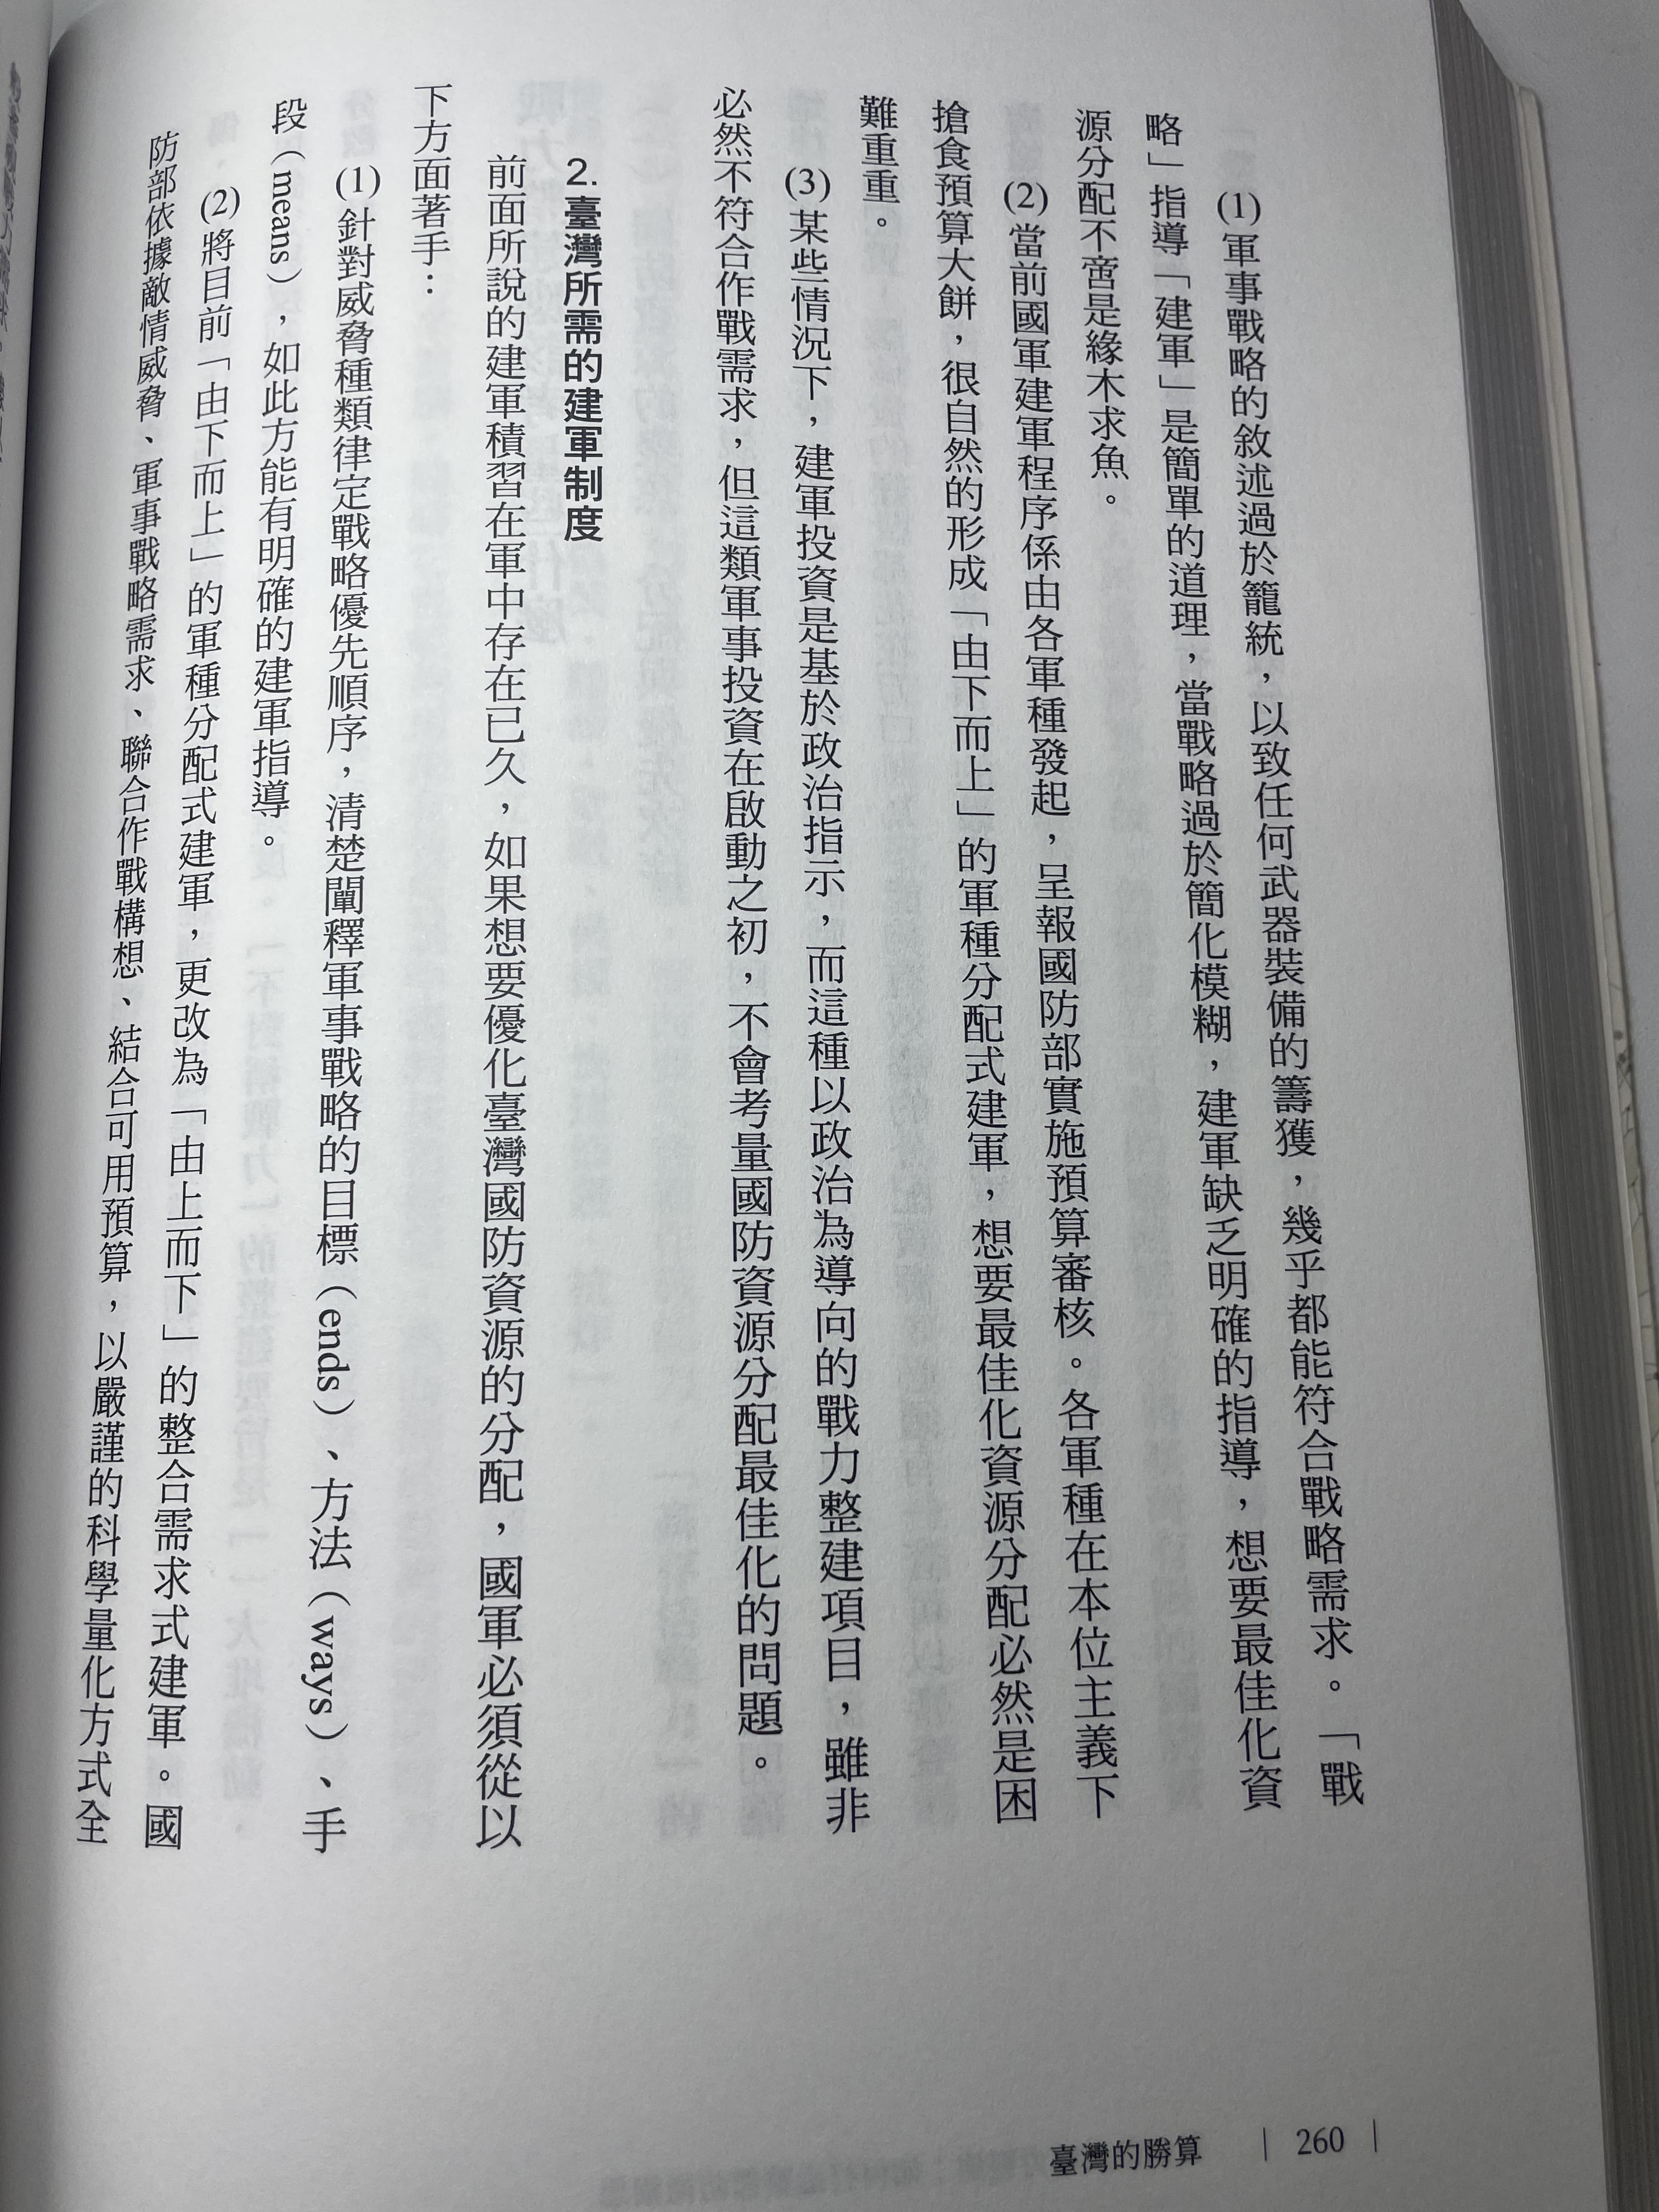 (1)軍事戰略的敘述過於籠統，以致任何武器裝備的籌獲，幾乎都能符合戰略需求。「戰
略」指導「建軍」是簡單的道理，當戰略過於簡化模糊，建軍缺乏明確的指導，想要最佳化資
源分配不啻是緣木求魚。
(2)當前國軍建軍程序係由各軍種發起，呈報國防部實施預算審核。各軍種在本位主義下
搶食預算大餅，很自然的形成「由下而上」的軍種分配式建軍，想要最佳化資源分配必然是困
難重重。
(3)某些情況下，建軍投資是基於政治指示，而這種以政治為導向的戰力整建項目，雖非
必然不符合作戰需求，但這類軍事投資在啟動之初，不會考量國防資源分配最佳化的問題。
2.臺灣所需的建軍制度
前面所說的建軍積習在軍中存在已久，如果想要優化臺灣國防資源的分配，國軍必須從以
下方面著手：
(1)針對威脅種類律定戰略優先順序，清楚闡釋軍事戰略的目標（ends）、方法（ways）、手
段（means），如此方能有明確的建軍指導。
(2)將目前「由下而上」的軍種分配式建軍，更改為「由上而下」的整合需求式建軍。國
防部依據敵情威脅、軍事戰略需求、聯合作戰構想、結合可用預算，以嚴謹的科學量化方式全
臺灣的勝算 | 260 |